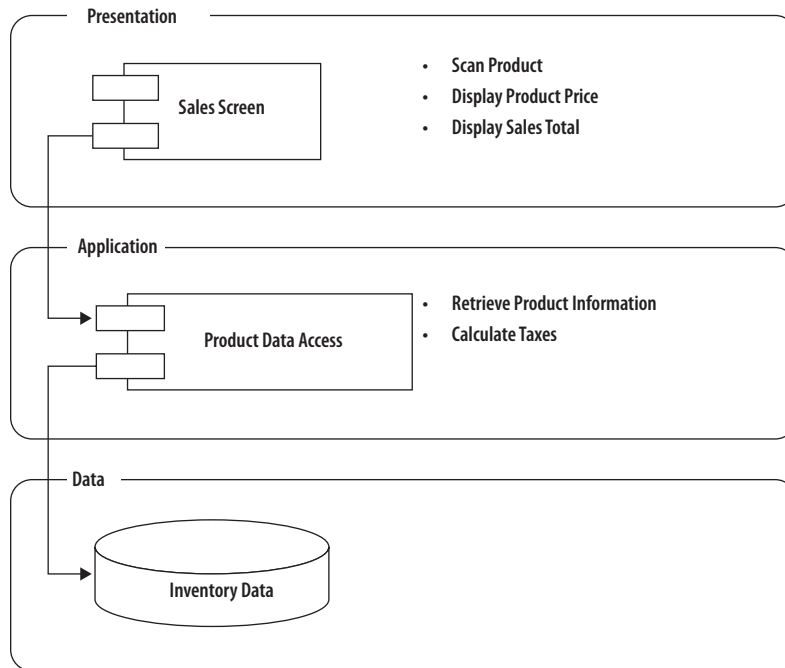 Presentation
Sales Screen
• Scan Product
• Display Product Price
• Display Sales Total
Application
Product Data Access
• Retrieve Product Information
• Calculate Taxes
Data
Inventory Data